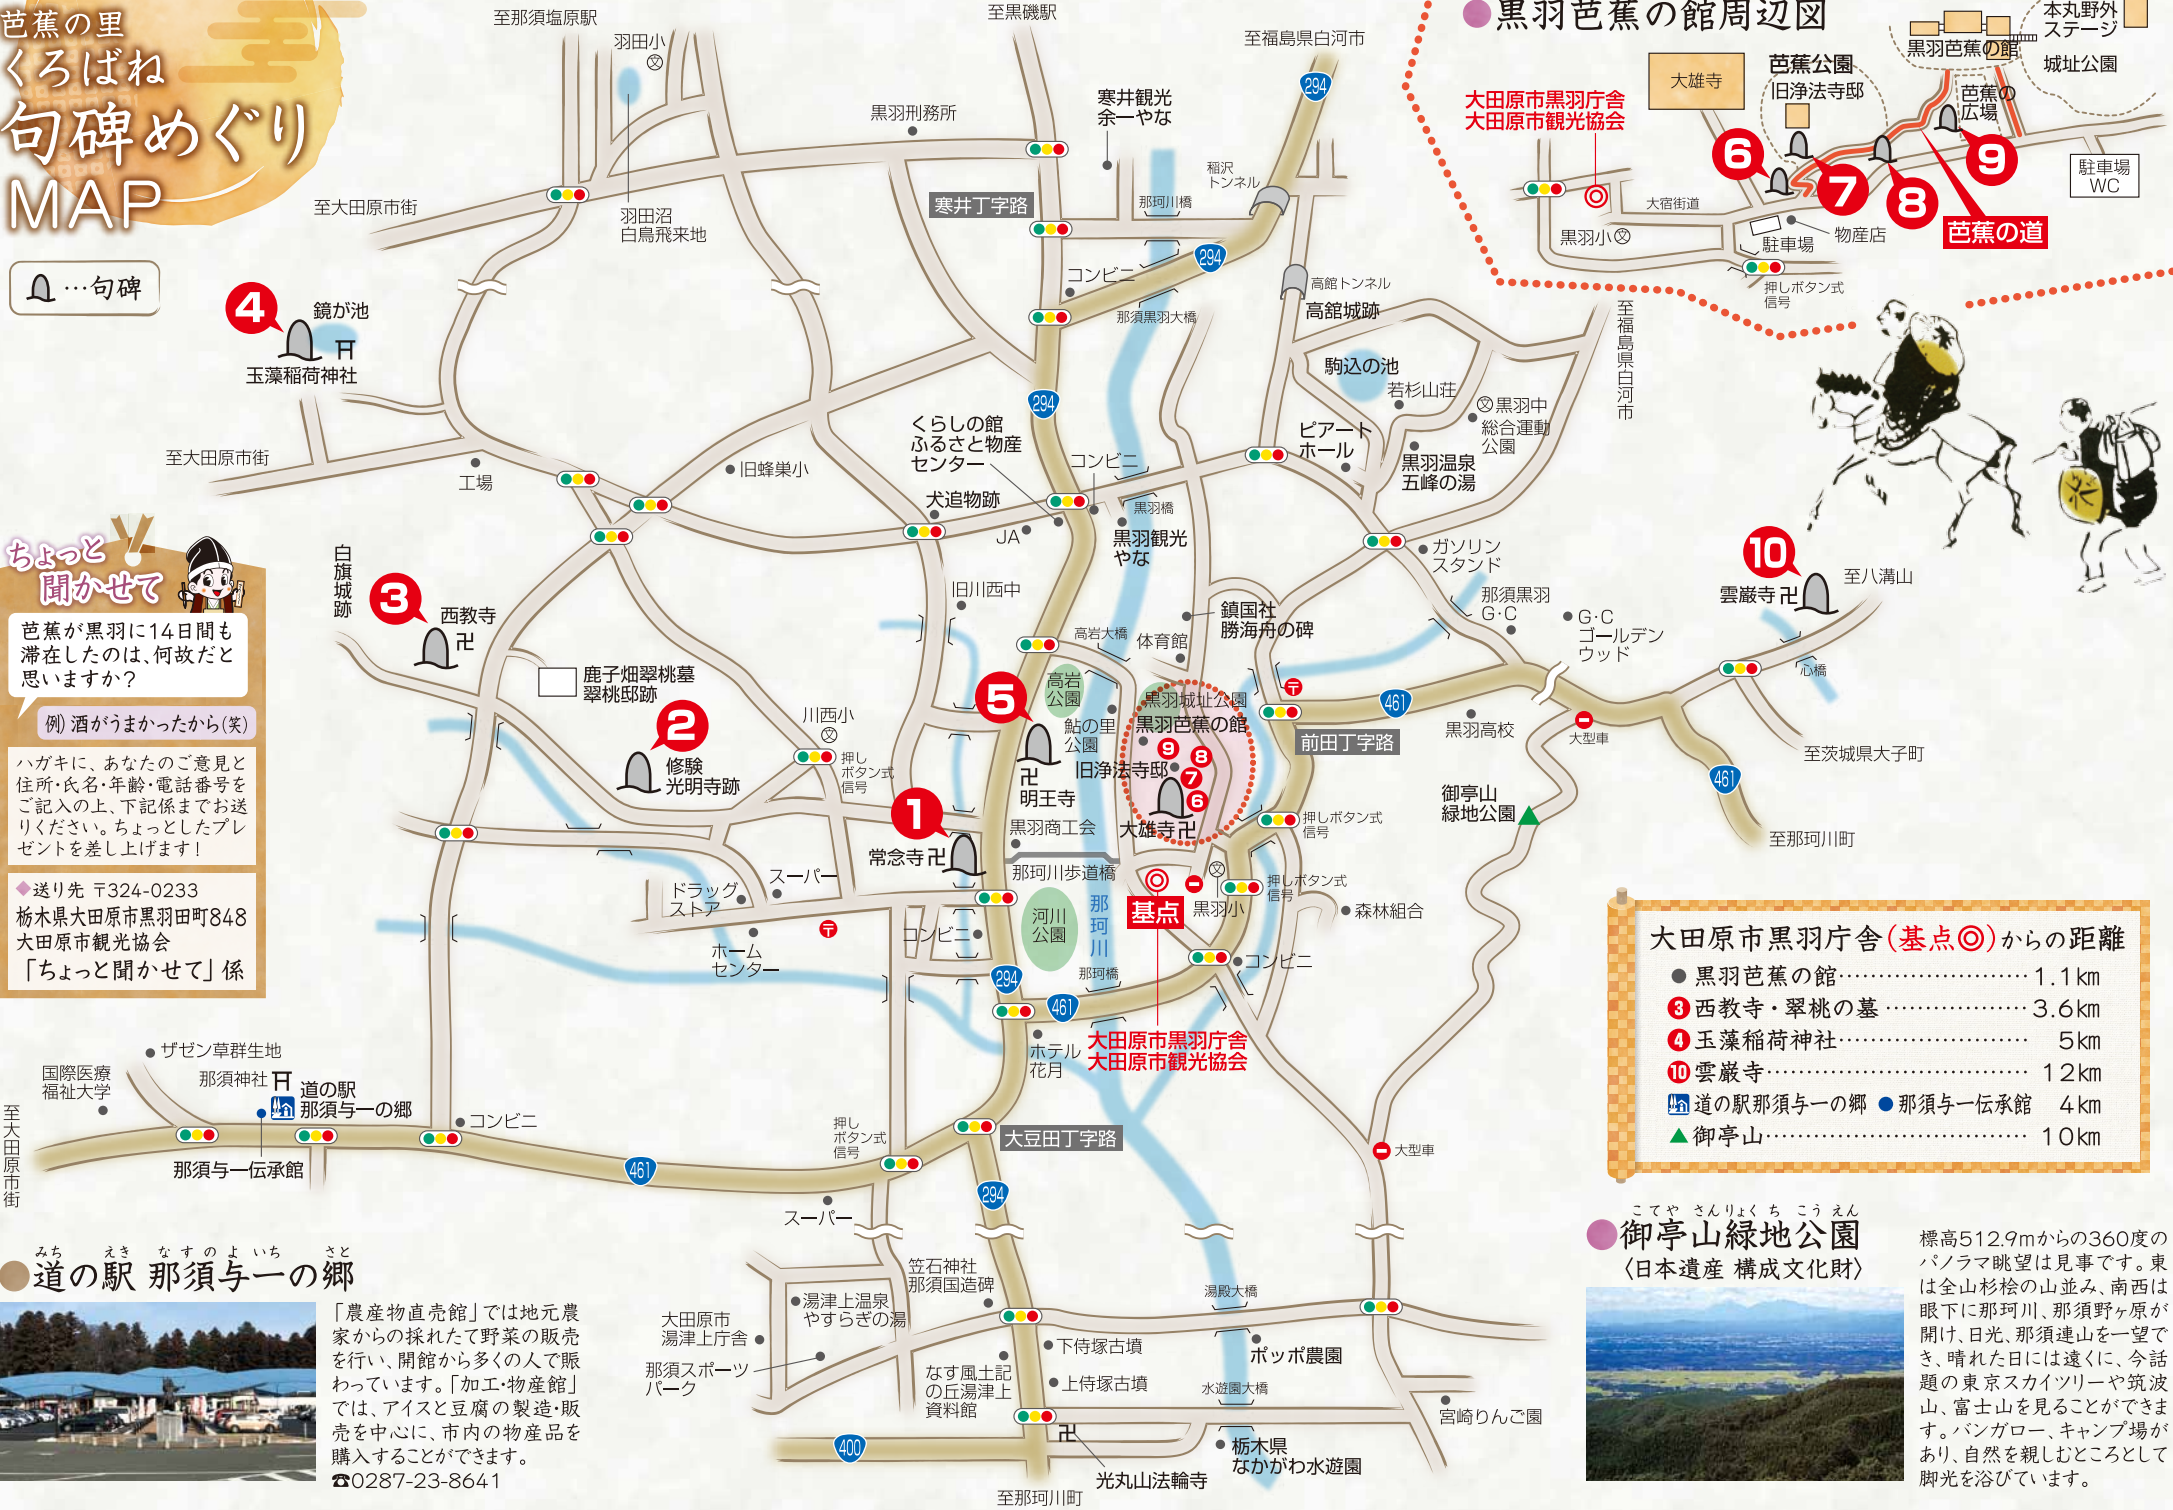 芭蕉の里
くろばね
句碑めぐり
MAP
…句碑
至那須塩原駅
羽田小
文
至黒磯駅
至福島県白河市
294
黒羽刑務所
寒井観光
余一やな
稲沢
トンネル
那珂川橋
寒井丁字路
至大田原市街
羽田沼
白鳥飛来地
294
コンビニ
高館トンネル
高舘城跡
那須黒羽大橋
4
鏡が池
玉藻稲荷神社
至大田原市街
工場
旧蜂巣小
294
くらしの館
ふるさと物産
センター
コンビニ
犬追物跡
JA
黒羽橋
黒羽観光
やな
駒込の池
若杉山荘
文黒羽中
総合運動
公園
ピアート
ホール
黒羽温泉
五峰の湯
至福島県白河市
ガソリン
スタンド
那須黒羽
G・C
G・C
ゴールデン
ウッド
10
雲巌寺
至八溝山
心橋
黒羽芭蕉の館周辺図
本丸野外
ステージ
黒羽芭蕉の館
城址公園
大雄寺
芭蕉公園
旧浄法寺邸
芭蕉の
広場
大田原市黒羽庁舎
大田原市観光協会
6
7
8
9
駐車場
WC
大宿街道
黒羽小文
物産店
駐車場
芭蕉の道
押しボタン式
信号
ちょっと
聞かせて
芭蕉が黒羽に14日間も
滞在したのは、何故だと
思いますか?
例)酒がうまかったから(笑)
ハガキに、あなたのご意見と
住所・氏名・年齢・電話番号を
ご記入の上、下記係までお送
りください。ちょっとしたプレ
ゼントを差し上げます!
◆送り先 〒324-0233
栃木県大田原市黒羽田町848
大田原市観光協会
「ちょっと聞かせて」係
白旗城跡
3
西教寺
鹿子畑翠桃墓
翠桃邸跡
2
修験
光明寺跡
川西小
文
押し
ボタン式
信号
旧川西中
高岩大橋
高岩
公園
体育館
鎮国社
勝海舟の碑
5
明王寺
鮎の里
公園
黒羽城址公園
黒羽芭蕉の館
9
8
旧浄法寺邸
7
6
大雄寺
〒
461
前田丁字路
黒羽高校
大型車
至茨城県大子町
461
至那珂川町
御亭山
緑地公園
押しボタン式
信号
1
常念寺
黒羽商工会
那珂川歩道橋
文
黒羽小
押しボタン式
信号
基点
森林組合
ドラッグ
ストア
スーパー
〒
ホーム
センター
コンビニ
河川
公園
那珂川
那珂橋
コンビニ
294
461
ホテル
花月
大田原市黒羽庁舎
大田原市観光協会
大型車
大田原市黒羽庁舎(基点◎)からの距離
●黒羽芭蕉の館……………………1.1km
3西教寺・翠桃の墓………………3.6km
4玉藻稲荷神社……………………5km
10雲巌寺……………………………12km
道の駅那須与一の郷 ●那須与一伝承館 4km
▲御亭山……………………………10km
ザゼン草群生地
国際医療
福祉大学
那須神社
道の駅
那須与一の郷
至大田原市街
那須与一伝承館
コンビニ
461
押し
ボタン式
信号
大豆田丁字路
294
スーパー
みち えき なすのよいち さと
道の駅 那須与一の郷
「農産物直売館」では地元農
家からの採れたて野菜の販売
を行い、開館から多くの人で賑
わっています。「加工・物産館」
では、アイスと豆腐の製造・販
売を中心に、市内の物産品を
購入することができます。
☎0287-23-8641
湯津上温泉
やすらぎの湯
大田原市
湯津上庁舎
那須スポーツ
パーク
笠石神社
那須国造碑
なす風土記
の丘湯津上
資料館
下侍塚古墳
上侍塚古墳
湯殿大橋
ポッポ農園
水遊園大橋
宮崎りんご園
栃木県
なかがわ水遊園
光丸山法輪寺
400
至那珂川町
こてや さんりょくち こうえん
御亭山緑地公園
〈日本遺産 構成文化財〉
標高512.9mからの360度の
パノラマ眺望は見事です。東
は全山杉桧の山並み、南西は
眼下に那珂川、那須野ヶ原が
開け、日光、那須連山を一望で
き、晴れた日には遠くに、今話
題の東京スカイツリーや筑波
山、富士山を見ることができま
す。バンガロー、キャンプ場が
あり、自然を親しむところとして
脚光を浴びています。